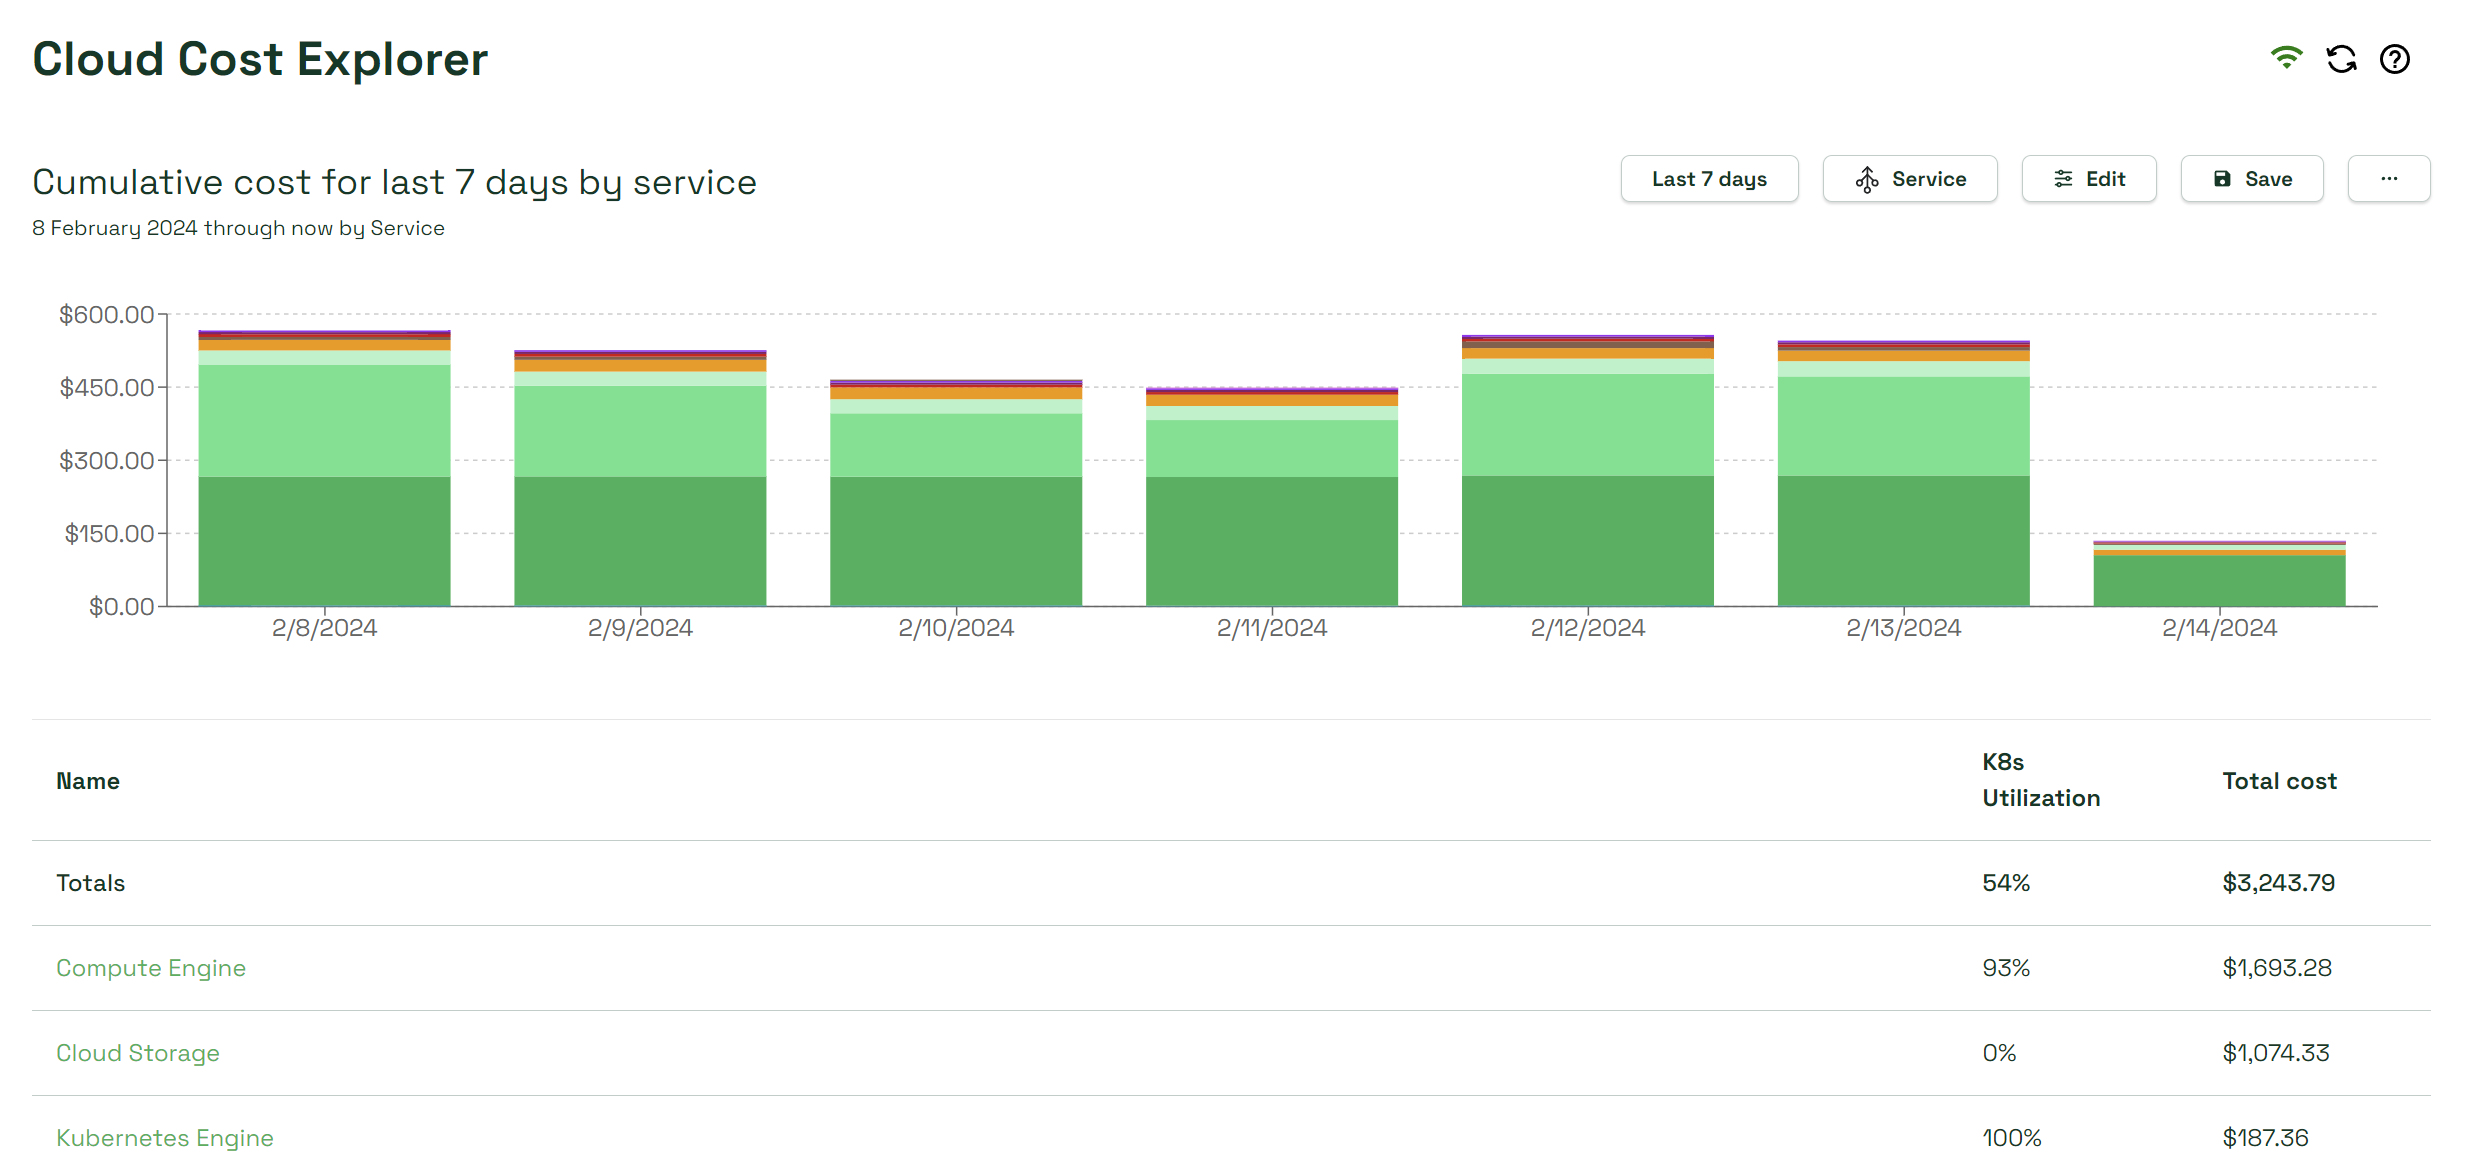 Cloud Cost Explorer
Cumulative cost for last 7 days by service
8 February 2024 through now by Service
Last 7 days
Service
Edit
Save
...
$600.00
$450.00
$300.00
$150.00
$0.00
2/8/2024
2/9/2024
2/10/2024
2/11/2024
2/12/2024
2/13/2024
2/14/2024
Name
K8s
Utilization
Total cost
Totals 54% $3,243.79
Compute Engine 93% $1,693.28
Cloud Storage 0% $1,074.33
Kubernetes Engine 100% $187.36